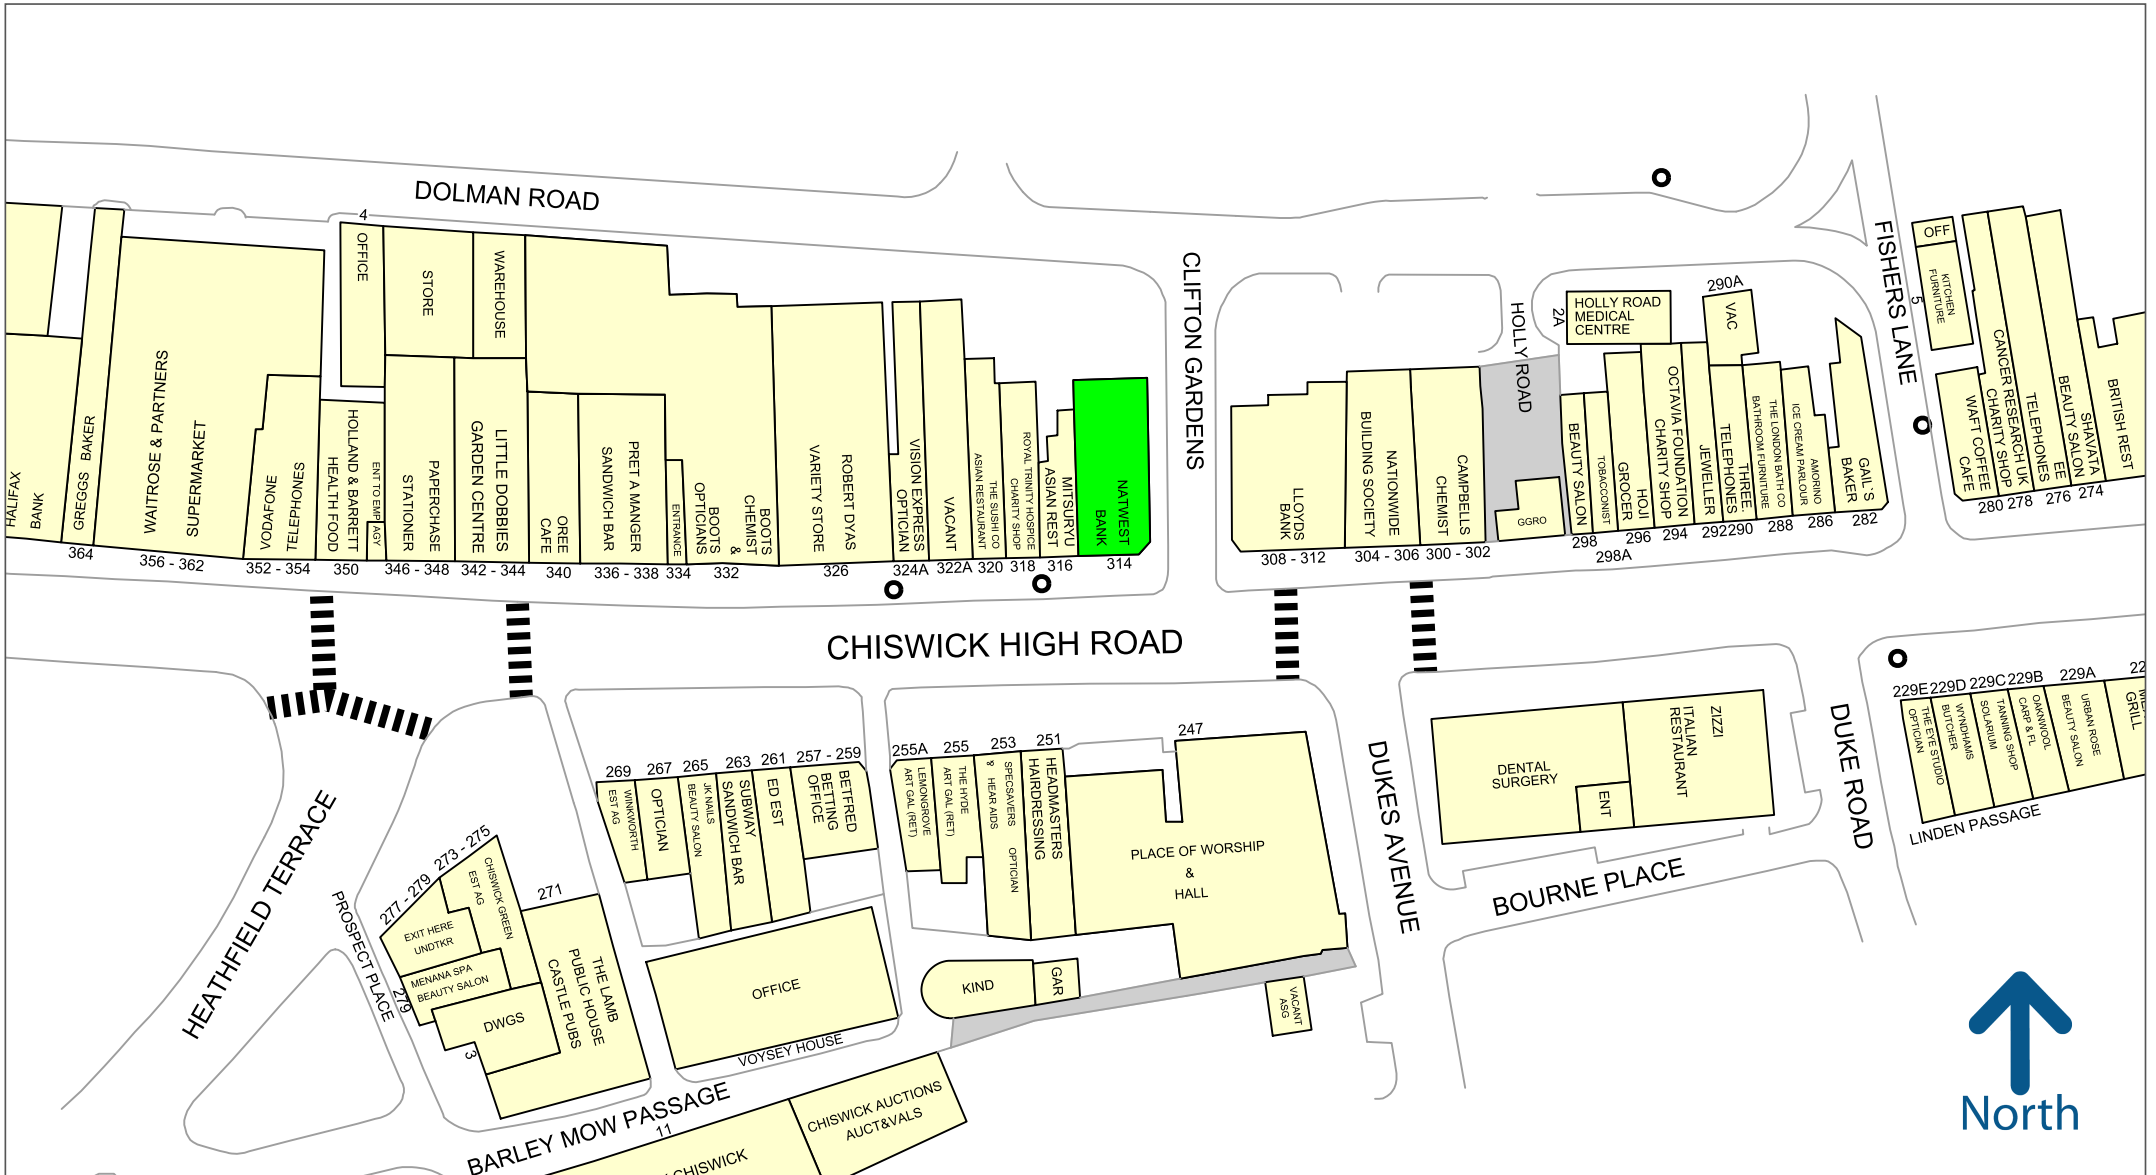 DOLMAN ROAD
CLIFTON GARDENS
HOLLY ROAD
FISHERS LANE
4
OFFICE
STORE
WAREHOUSE
HALIFAX
BANK
GREGGS BAKER
364
WAITROSE & PARTNERS
SUPERMARKET
356 - 362
VODAFONE
TELEPHONES
352 - 354
HOLLAND & BARRETT
HEALTH FOOD
350
ENT TO EMP
AGY
PAPERCHASE
STATIONER
346 - 348
LITTLE DOBBIES
GARDEN CENTRE
342 - 344
OREE
CAFE
340
PRET A MANGER
SANDWICH BAR
336 - 338
ENTRANCE
334
BOOTS
OPTICIANS
BOOTS
CHEMIST
&
332
ROBERT DYAS
VARIETY STORE
326
VISION EXPRESS
OPTICIAN
324A
VACANT
322A
THE SUSHI CO
ASIAN RESTAURANT
320
ROYAL TRINITY HOSPICE
CHARITY SHOP
318
MITSURYU
ASIAN REST
316
NATWEST
BANK
314
LLOYDS
BANK
308 - 312
NATIONWIDE
BUILDING SOCIETY
304 - 306
CAMPBELLS
CHEMIST
300 - 302
GGRO
2A
HOLLY ROAD
MEDICAL
CENTRE
290A
VAC
BEAUTY SALON
298
TOBACCONIST
298A
HOJI
GROCER
296
OCTAVIA FOUNDATION
CHARITY SHOP
294
JEWELLER
292
THREE.
TELEPHONES
290
THE LONDON BATH CO
BATHROOM FURNITURE
288
AMORINO
ICE CREAM PARLOUR
286
GAIL`S
BAKER
282
OFF
KITCHEN
FURNITURE
5
WAFT COFFEE
CAFE
280
CANCER RESEARCH UK
CHARITY SHOP
278
EE
TELEPHONES
276
SHAVATA
BEAUTY SALON
274
BRITISH REST
CHISWICK HIGH ROAD
HEATHFIELD TERRACE
PROSPECT PLACE
277 - 279
273 - 275
271
EXIT HERE
UNDTKR
CHISWICK GREEN
EST AG
MENANA SPA
BEAUTY SALON
279
DWGS
3
THE LAMB
PUBLIC HOUSE
CASTLE PUBS
269
WINKWORTH
EST AG
267
OPTICIAN
265
JK NAILS
BEAUTY SALON
263
SUBWAY
SANDWICH BAR
261
ED EST
257 - 259
BETFRED
BETTING
OFFICE
OFFICE
VOYSEY HOUSE
255A
LEMONGROVE
ART GAL (RET)
255
THE HYDE
ART GAL (RET)
253
SPECSAVERS OPTICIAN
& HEAR AIDS
251
HEADMASTERS
HAIRDRESSING
247
PLACE OF WORSHIP
&
HALL
KIND
GAR
VACANT
ASG
BARLEY MOW PASSAGE
11
CHISWICK
CHISWICK AUCTIONS
AUCT&VALS
DUKES AVENUE
DENTAL
SURGERY
ENT
ZIZZI
ITALIAN
RESTAURANT
BOURNE PLACE
DUKE ROAD
229E
THE EYE STUDIO
OPTICIAN
229D
WYNDHAMS
BUTCHER
229C
TANNING SHOP
SOLARIUM
229B
OAKNWOOL
CARP & FL
229A
URBAN ROSE
BEAUTY SALON
GRILL
LINDEN PASSAGE
North